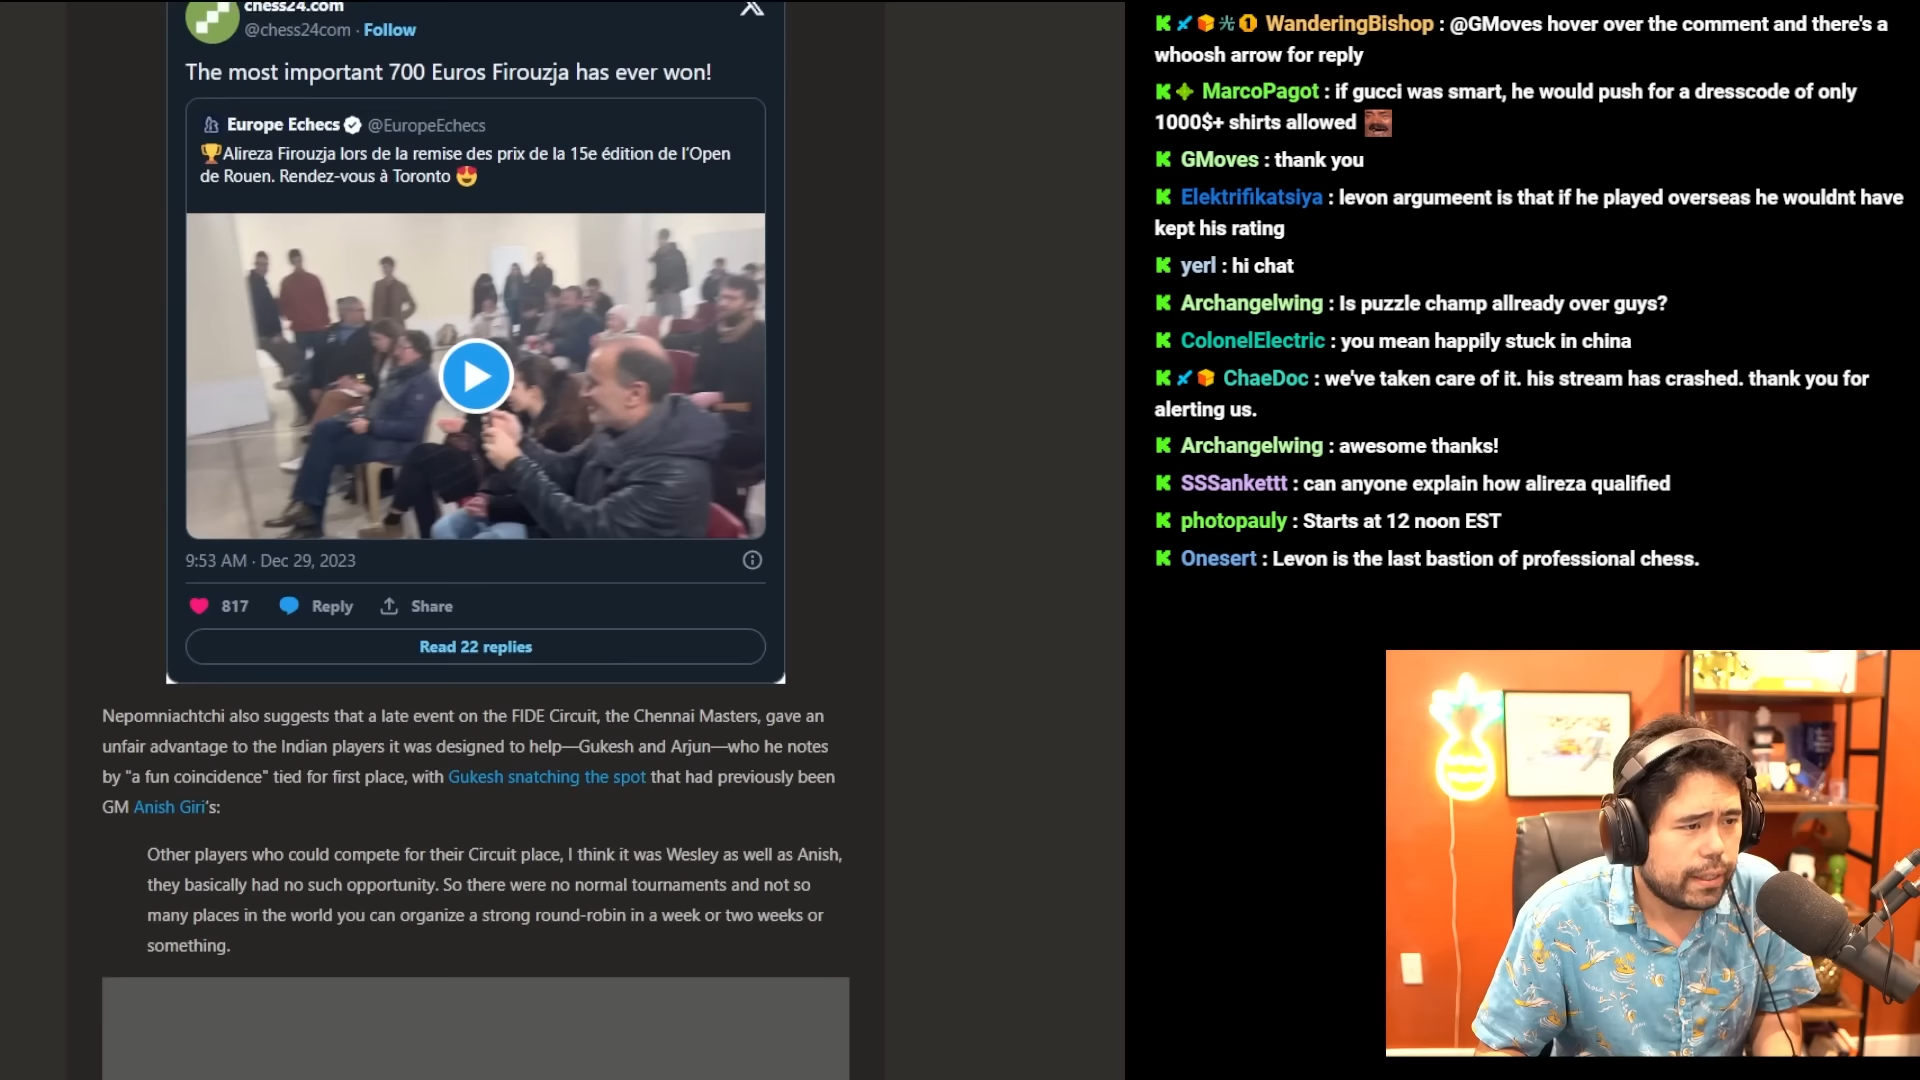 chess24.com
@chess24com · Follow
The most important 700 Euros Firouzja has ever won!
Europe Echecs @EuropeEchecs
🏆Alireza Firouzja lors de la remise des prix de la 15e édition de l'Open
de Rouen. Rendez-vous à Toronto 😍
9:53 AM · Dec 29, 2023
817 Reply Share
Read 22 replies
Nepomniachtchi also suggests that a late event on the FIDE Circuit, the Chennai Masters, gave an
unfair advantage to the Indian players it was designed to help—Gukesh and Arjun—who he notes
by "a fun coincidence" tied for first place, with Gukesh snatching the spot that had previously been
GM Anish Giri's:
Other players who could compete for their Circuit place, I think it was Wesley as well as Anish,
they basically had no such opportunity. So there were no normal tournaments and not so
many places in the world you can organize a strong round-robin in a week or two weeks or
something.
WanderingBishop : @GMoves hover over the comment and there's a
whoosh arrow for reply
MarcoPagot : if gucci was smart, he would push for a dresscode of only
1000$+ shirts allowed
GMoves : thank you
Elektrifikatsiya : levon argumeent is that if he played overseas he wouldnt have
kept his rating
yerl : hi chat
Archangelwing : Is puzzle champ allready over guys?
ColonelElectric : you mean happily stuck in china
ChaeDoc : we've taken care of it. his stream has crashed. thank you for
alerting us.
Archangelwing : awesome thanks!
SSSankettt : can anyone explain how alireza qualified
photopauly : Starts at 12 noon EST
Onesert : Levon is the last bastion of professional chess.